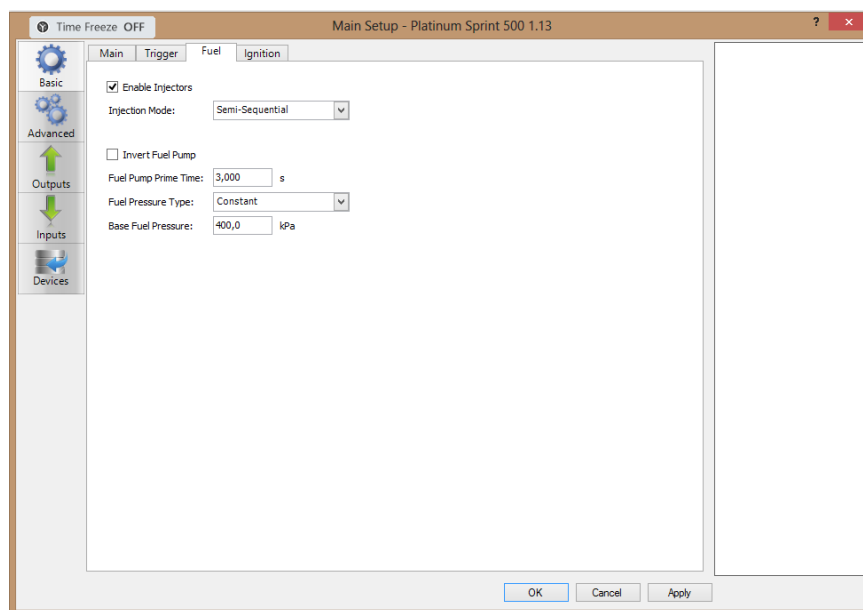 Time Freeze OFF
Main Setup - Platinum Sprint 500 1.13
?
Main Trigger Fuel Ignition
Basic
Advanced
Outputs
Inputs
Devices
Enable Injectors
Injection Mode: Semi-Sequential
Invert Fuel Pump
Fuel Pump Prime Time: 3,000 s
Fuel Pressure Type: Constant
Base Fuel Pressure: 400,0 kPa
OK Cancel Apply